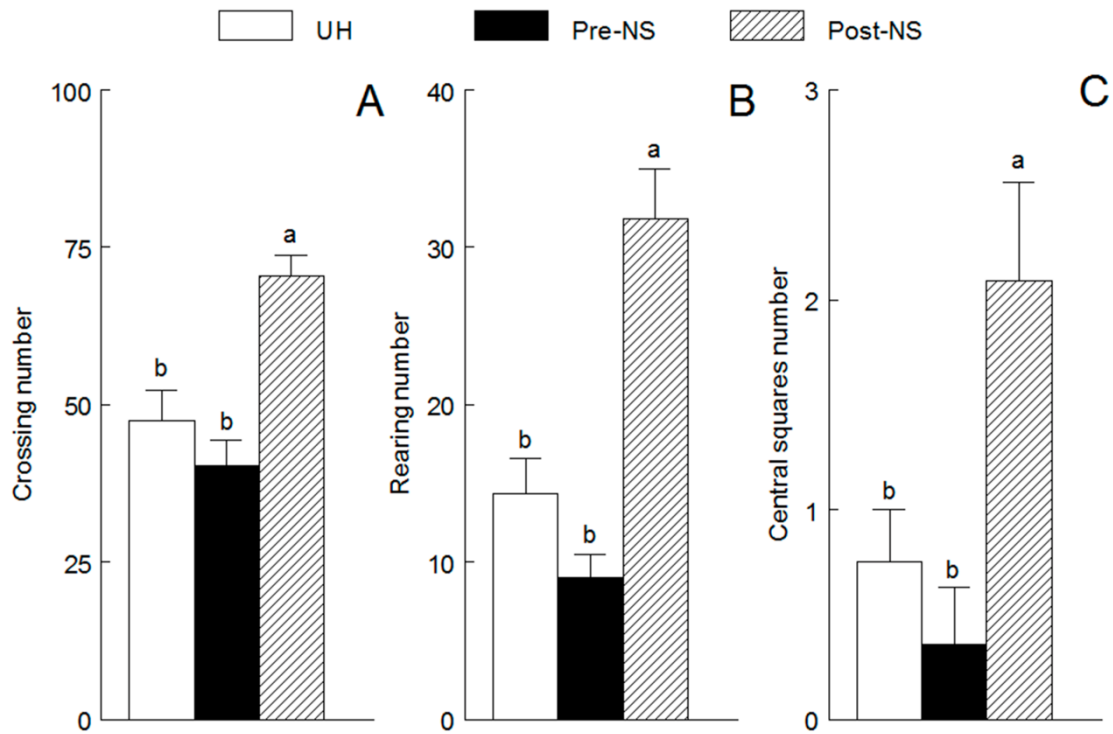 UH Pre-NS Post-NS
A
Crossing number
100
75
50
25
0
b
b
a
B
Rearing number
40
30
20
10
0
b
b
a
C
Central squares number
3
2
1
0
b
b
a